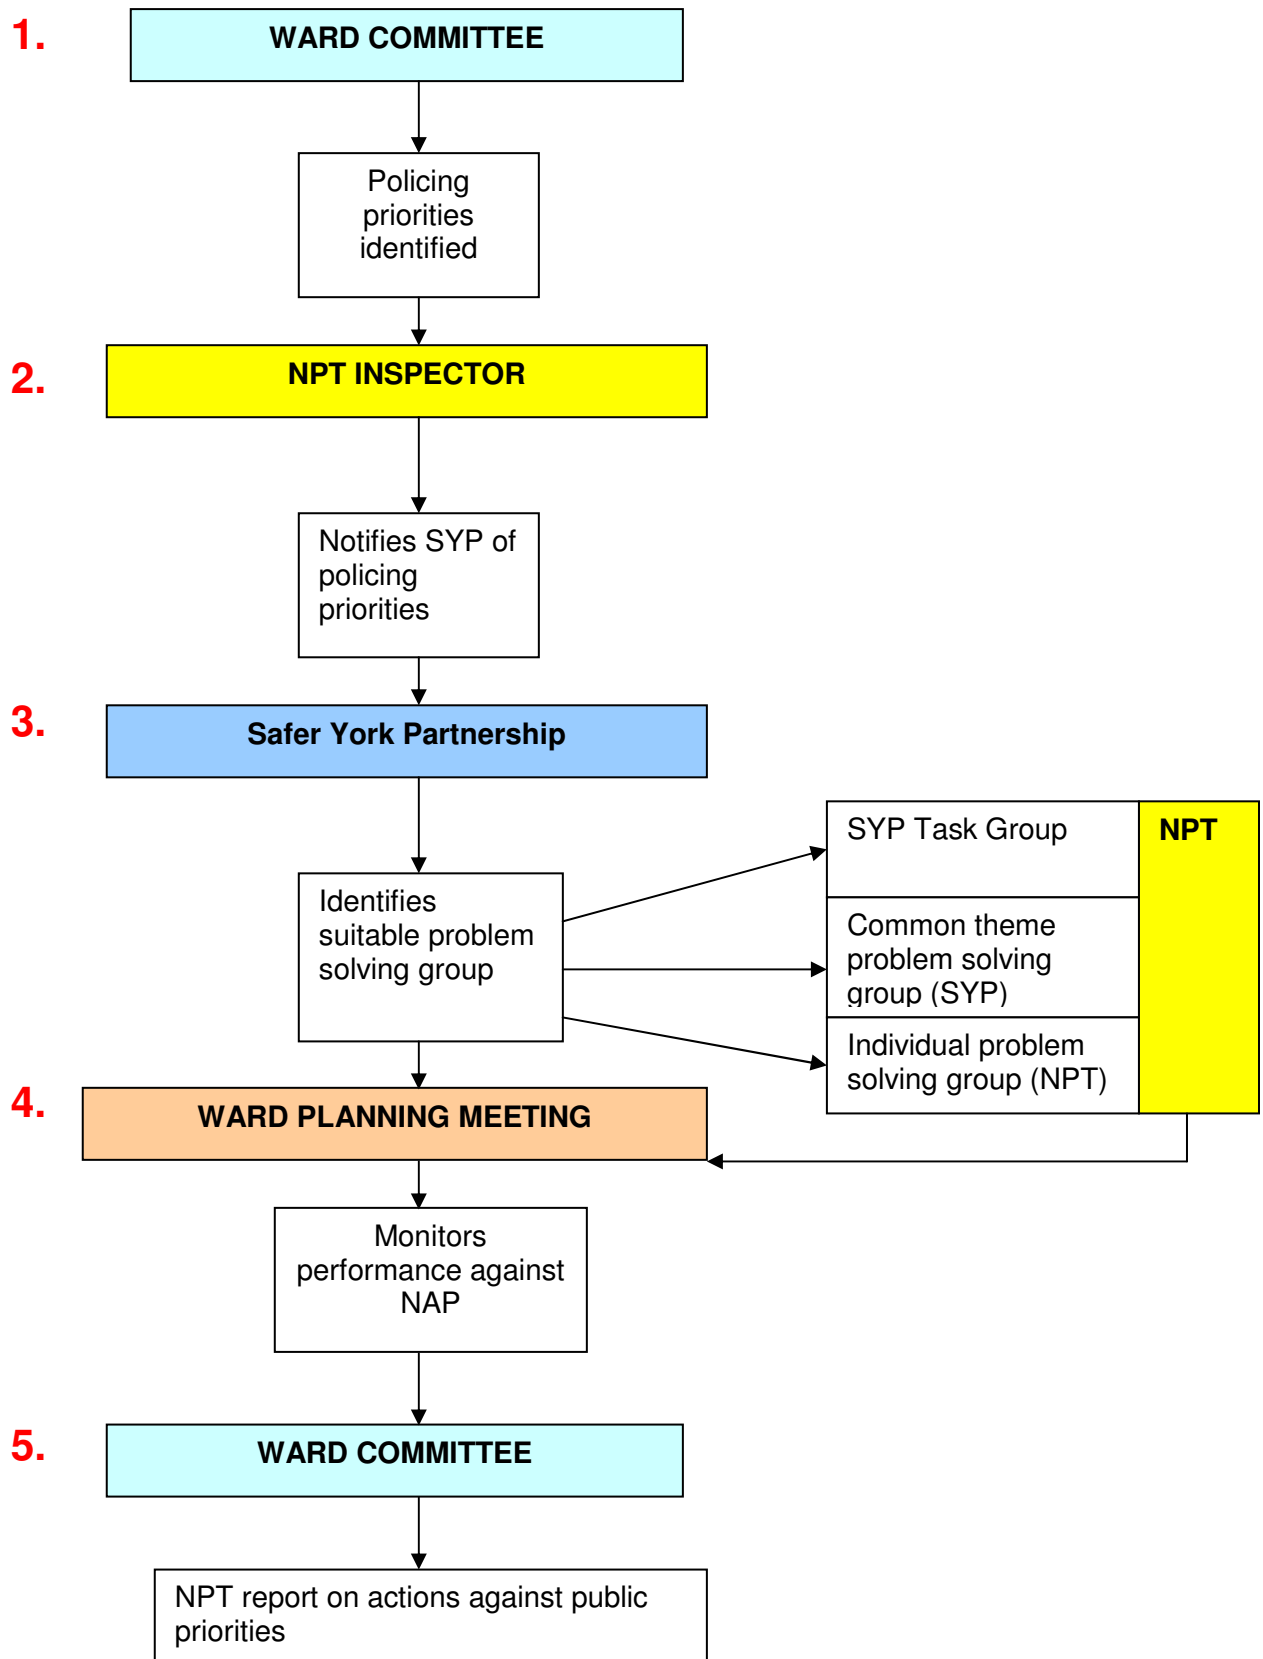 1.
WARD COMMITTEE
Policing
priorities
identified
2.
NPT INSPECTOR
Notifies SYP of
policing
priorities
3.
Safer York Partnership
Identifies
suitable problem
solving group
SYP Task Group
NPT
Common theme
problem solving
group (SYP)
Individual problem
solving group (NPT)
4.
WARD PLANNING MEETING
Monitors
performance against
NAP
5.
WARD COMMITTEE
NPT report on actions against public
priorities